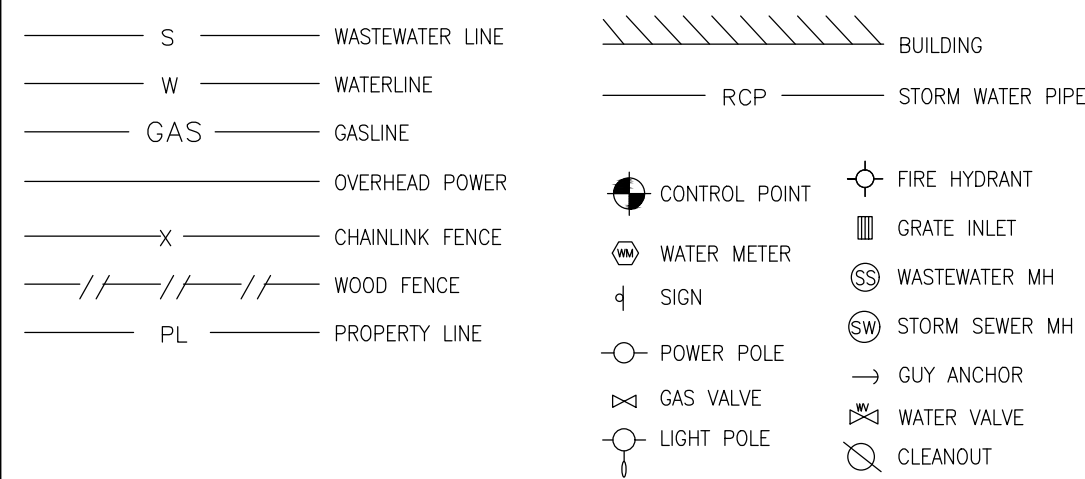 S WASTEWATER LINE
W WATERLINE
GAS GASLINE
OVERHEAD POWER
X CHAINLINK FENCE
WOOD FENCE
PL PROPERTY LINE
BUILDING
RCP STORM WATER PIPE
CONTROL POINT
WM WATER METER
SIGN
POWER POLE
GAS VALVE
LIGHT POLE
FIRE HYDRANT
GRATE INLET
SS WASTEWATER MH
SW STORM SEWER MH
GUY ANCHOR
WV WATER VALVE
CLEANOUT